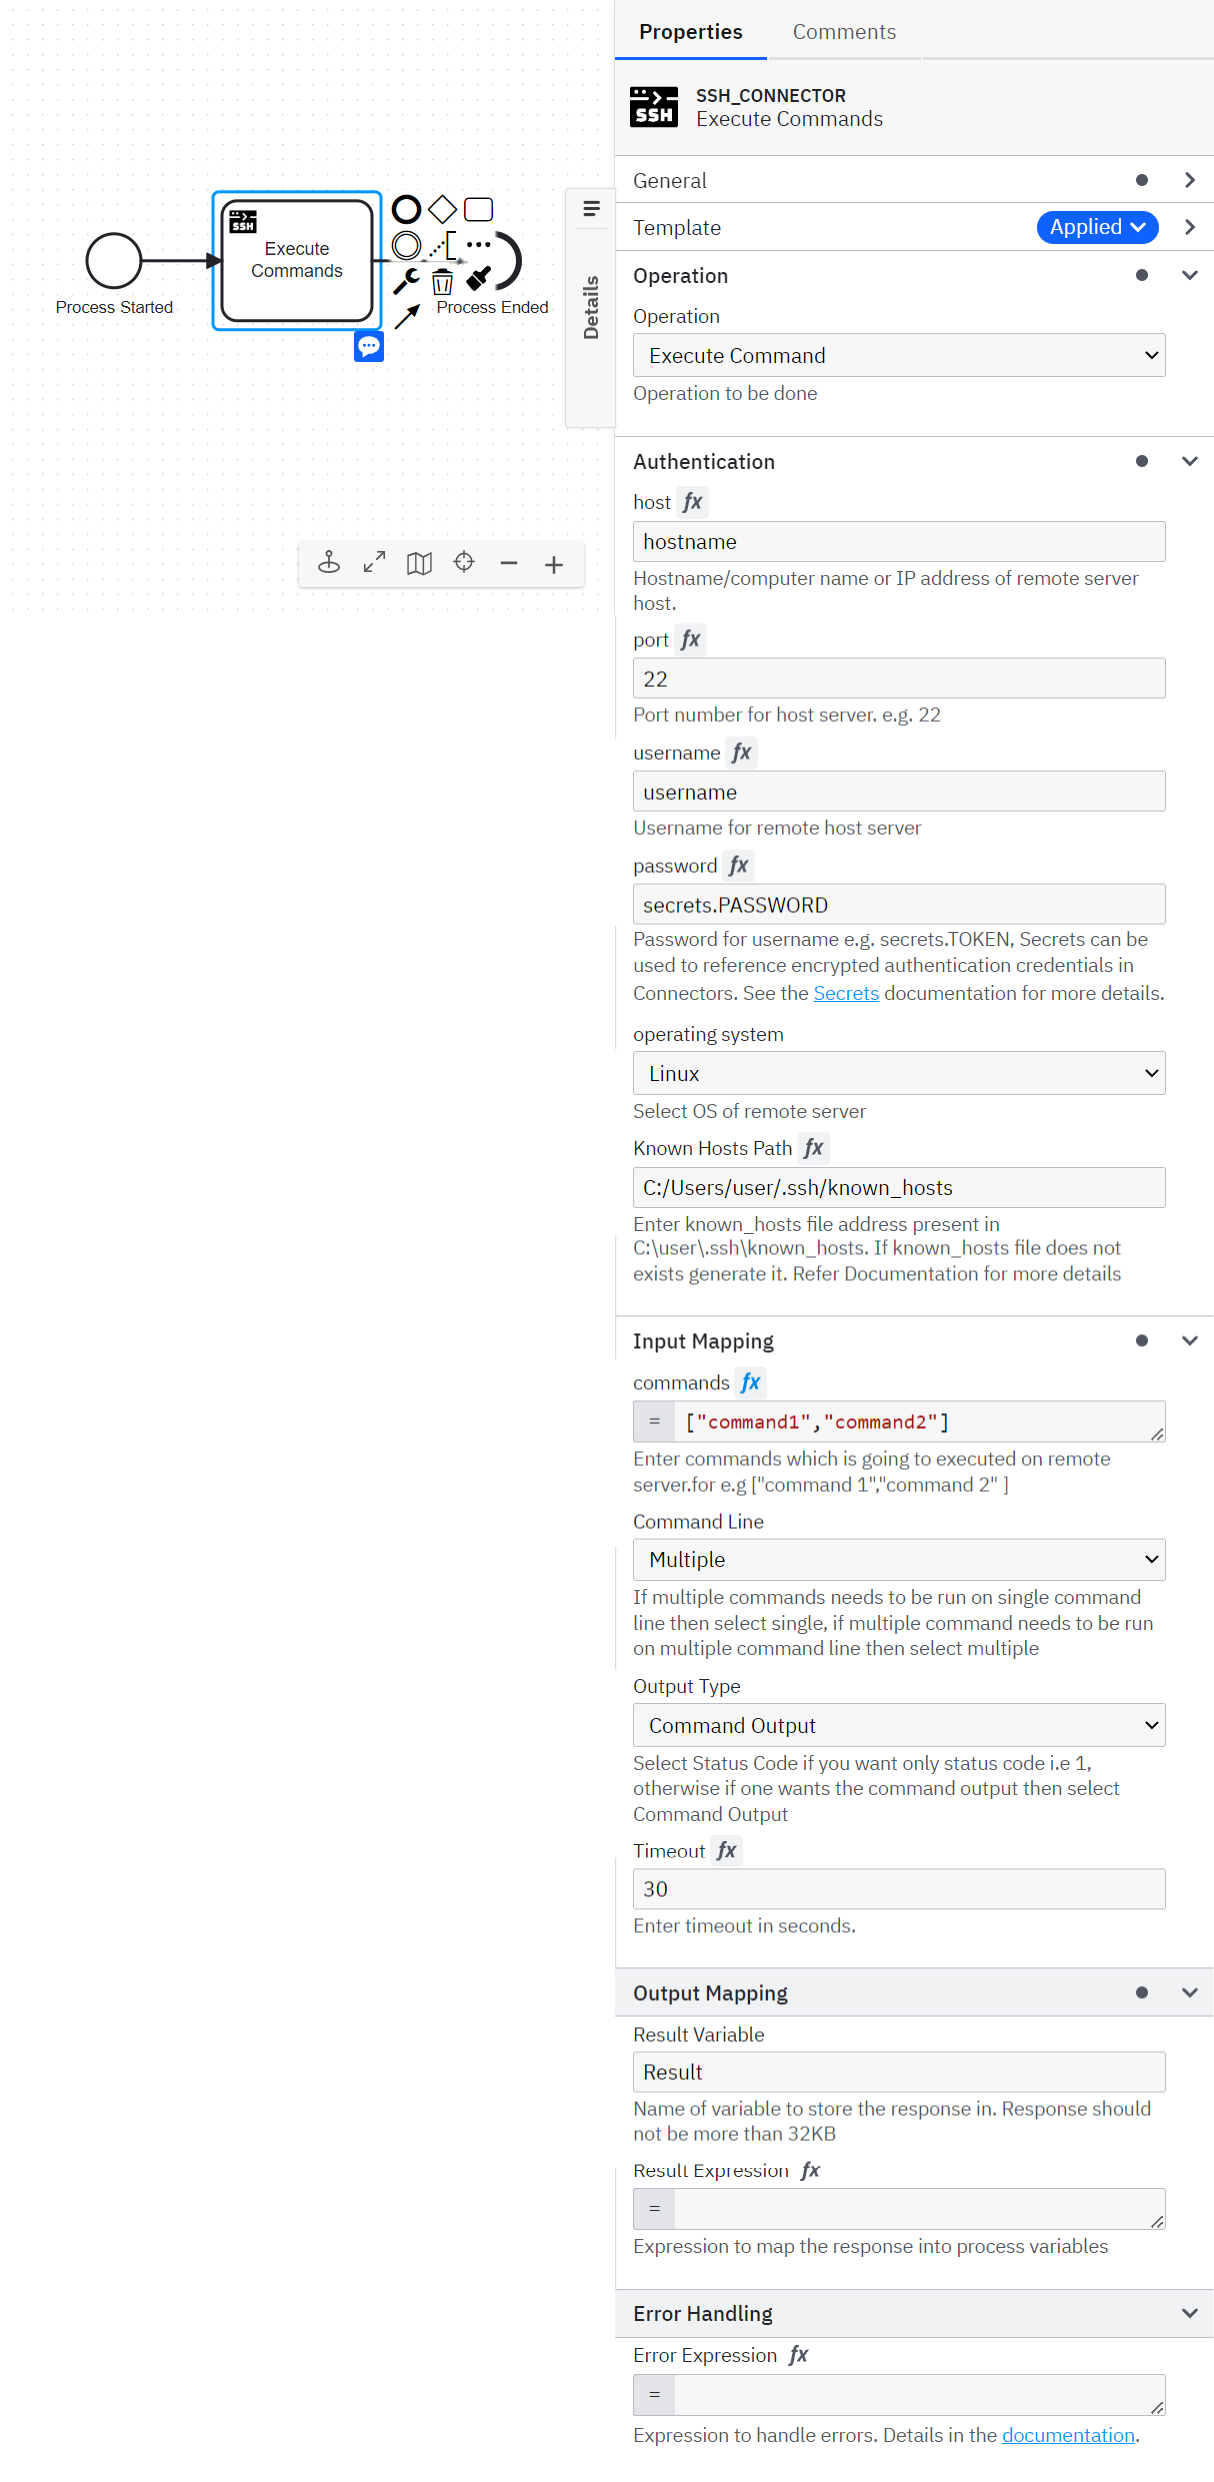 Properties
Comments
SSH
SSH_CONNECTOR
Execute Commands
General
Template
Applied
Operation
Operation
Execute Command
Operation to be done
Authentication
host fx
hostname
Hostname/computer name or IP address of remote server
host.
port fx
22
Port number for host server. e.g. 22
username fx
username
Username for remote host server
password fx
secrets.PASSWORD
Password for username e.g. secrets.TOKEN, Secrets can be
used to reference encrypted authentication credentials in
Connectors. See the Secrets documentation for more details.
operating system
Linux
Select OS of remote server
Known Hosts Path fx
C:/Users/user/.ssh/known_hosts
Enter known_hosts file address present in
C:\user\.ssh\known_hosts. If known_hosts file does not
exists generate it. Refer Documentation for more details
Input Mapping
commands fx
= ["command1","command2"]
Enter commands which is going to executed on remote
server.for e.g ["command 1","command 2" ]
Command Line
Multiple
If multiple commands needs to be run on single command
line then select single, if multiple command needs to be run
on multiple command line then select multiple
Output Type
Command Output
Select Status Code if you want only status code i.e 1,
otherwise if one wants the command output then select
Command Output
Timeout fx
30
Enter timeout in seconds.
Output Mapping
Result Variable
Result
Name of variable to store the response in. Response should
not be more than 32KB
Result Expression fx
=
Expression to map the response into process variables
Error Handling
Error Expression fx
=
Expression to handle errors. Details in the documentation.
SSH
Execute
Commands
Process Started
Process Ended
Details